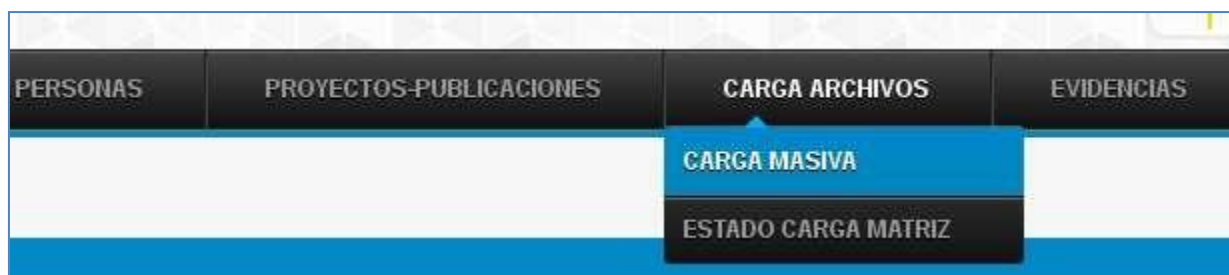 PERSONAS PROYECTOS-PUBLICACIONES CARGA ARCHIVOS EVIDENCIAS
CARGA MASIVA
ESTADO CARGA MATRIZ